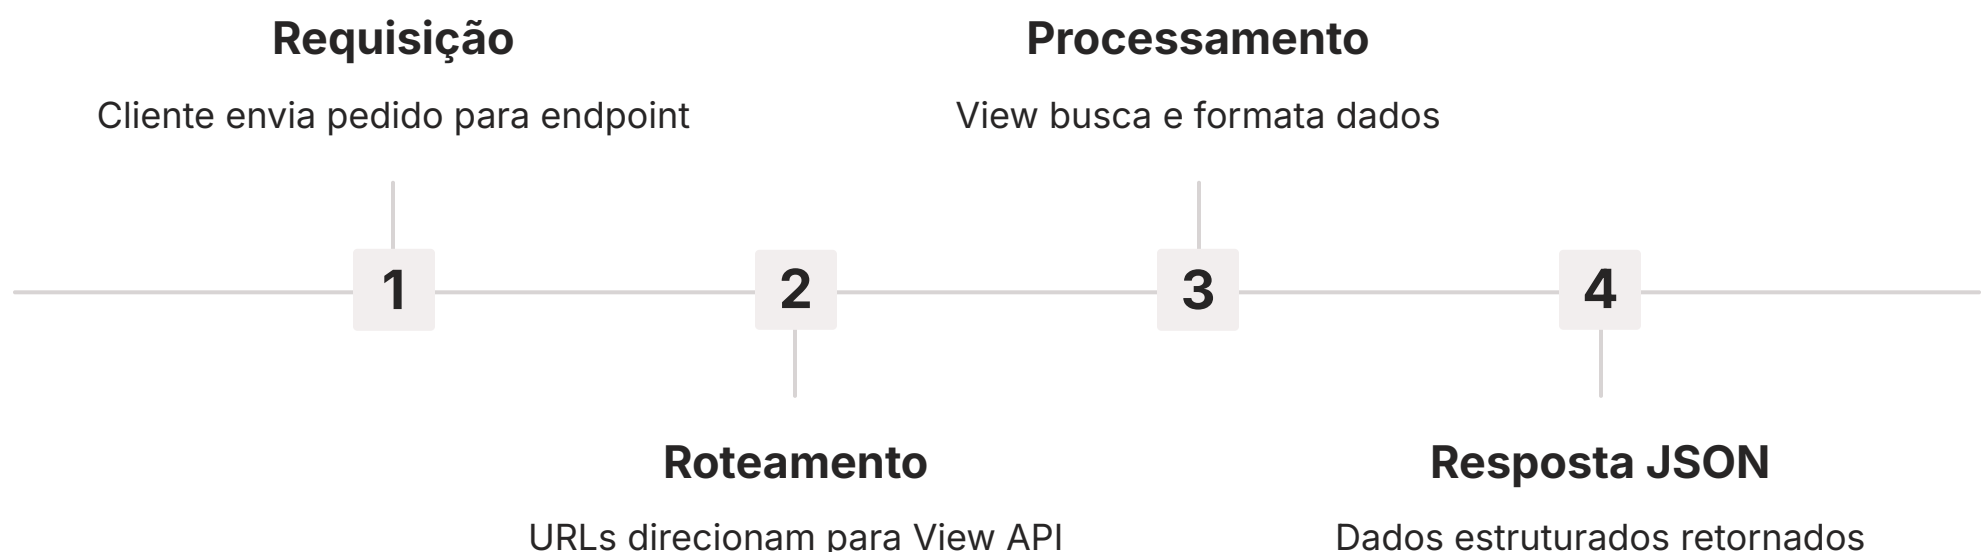 Requisição
Cliente envia pedido para endpoint
Processamento
View busca e formata dados
1
2
3
4
Roteamento
URLs direcionam para View API
Resposta JSON
Dados estruturados retornados